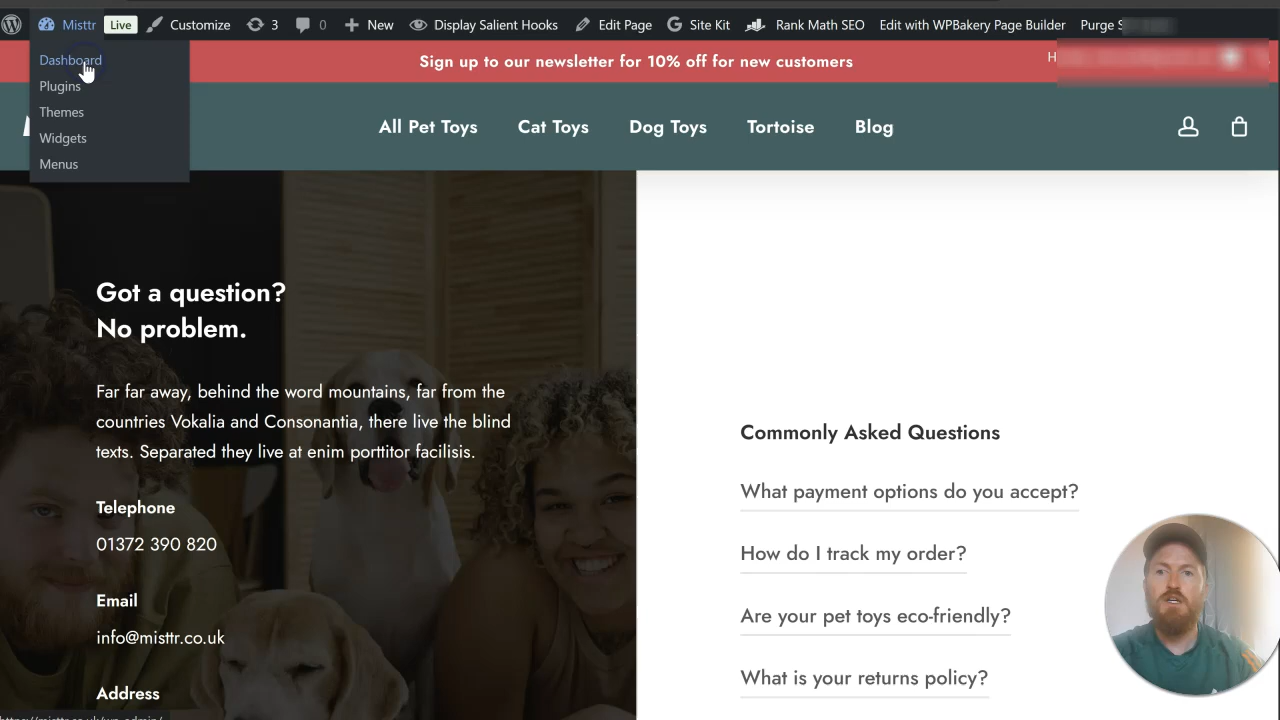 Misttr Live Customize 3 0 New Display Salient Hooks Edit Page Site Kit Rank Math SEO Edit with WPBakery Page Builder Purge
Dashboard
Plugins
Themes
Widgets
Menus
Sign up to our newsletter for 10% off for new customers
All Pet Toys Cat Toys Dog Toys Tortoise Blog
Got a question?
No problem.
Far far away, behind the word mountains, far from the
countries Vokalia and Consonantia, there live the blind
texts. Separated they live at enim porttitor facilisis.
Telephone
01372 390 820
Email
info@misttr.co.uk
Address
Commonly Asked Questions
What payment options do you accept?
How do I track my order?
Are your pet toys eco-friendly?
What is your returns policy?